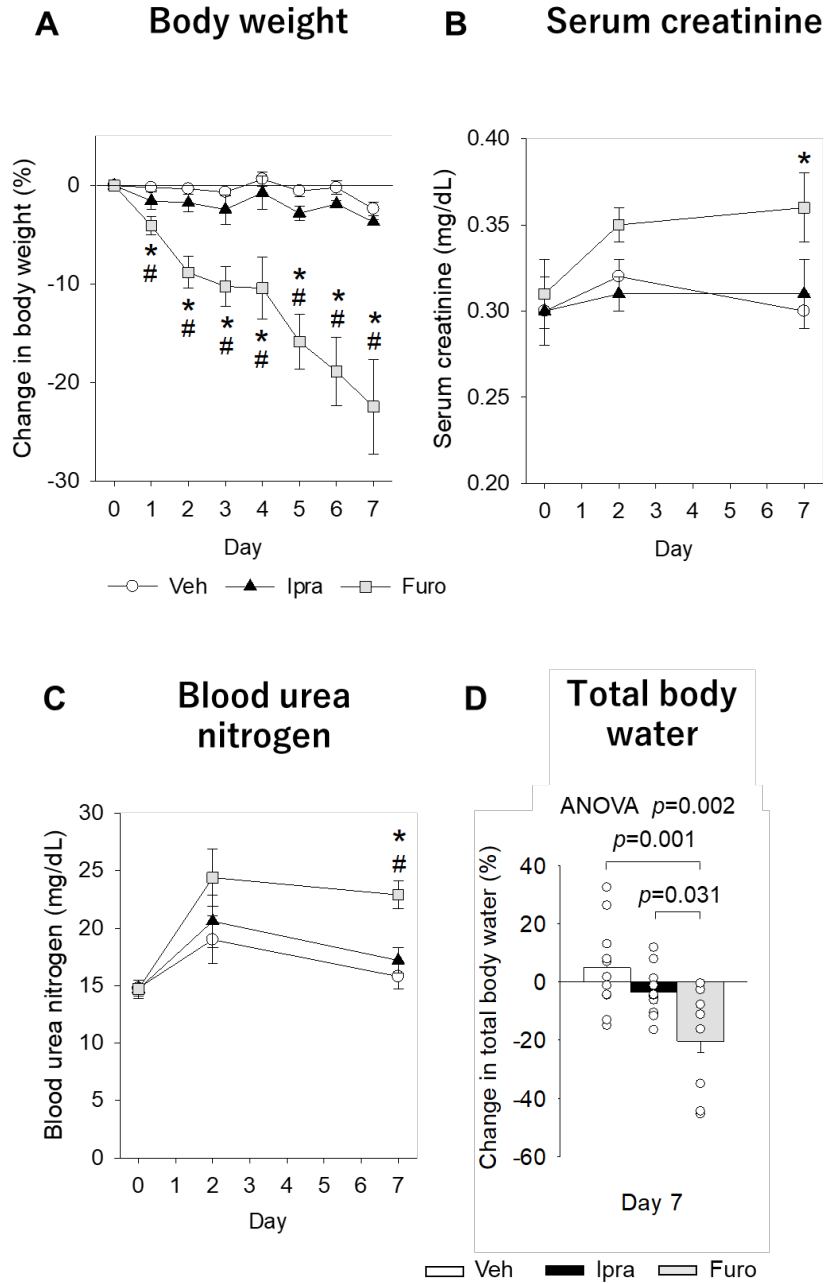 A Body weight
Change in body weight (%)
0
-10
-20
-30
*
#
*
#
*
#
*
#
*
#
*
#
*
#
0 1 2 3 4 5 6 7
Day
B Serum creatinine
Serum creatinine (mg/dL)
0.40
0.35
0.30
0.20
*
0 1 2 3 4 5 6 7
Day
Veh Ipra Furo
C Blood urea
nitrogen
Blood urea nitrogen (mg/dL)
30
25
20
15
10
5
0
*
#
0 1 2 3 4 5 6 7
Day
D Total body
water
ANOVA p=0.002
p=0.001
p=0.031
Change in total body water (%)
40
20
0
-20
-40
-60
Day 7
Veh Ipra Furo